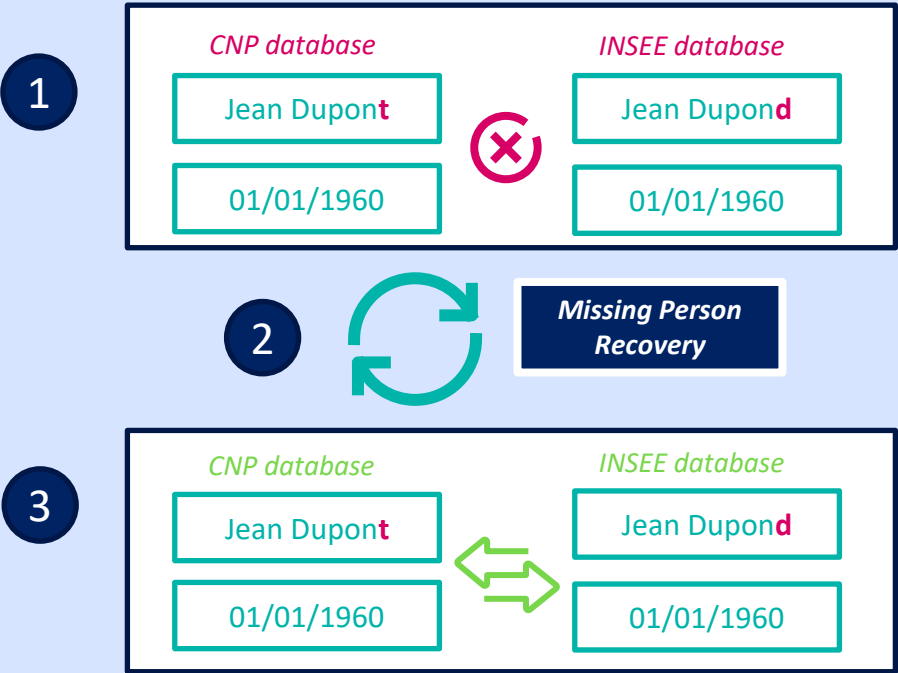 1
CNP database
INSEE database
Jean Dupont
Jean Dupond
01/01/1960
01/01/1960
2
Missing Person
Recovery
3
CNP database
INSEE database
Jean Dupont
Jean Dupond
01/01/1960
01/01/1960